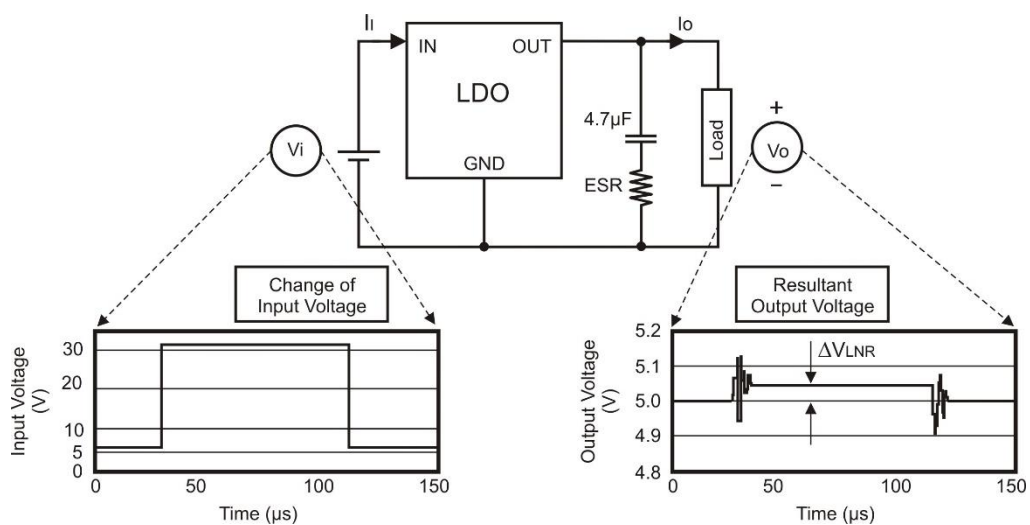 II
IO
IN
OUT
LDO
GND
4.7µF
ESR
Load
+
Vo
–
Vi
Change of
Input Voltage
Resultant
Output Voltage
Input Voltage
(V)
30
20
10
5
0
0
50
100
150
Time (µs)
Output Voltage
(V)
5.2
5.1
5.0
4.9
4.8
ΔVLNR
0
50
100
150
Time (µs)